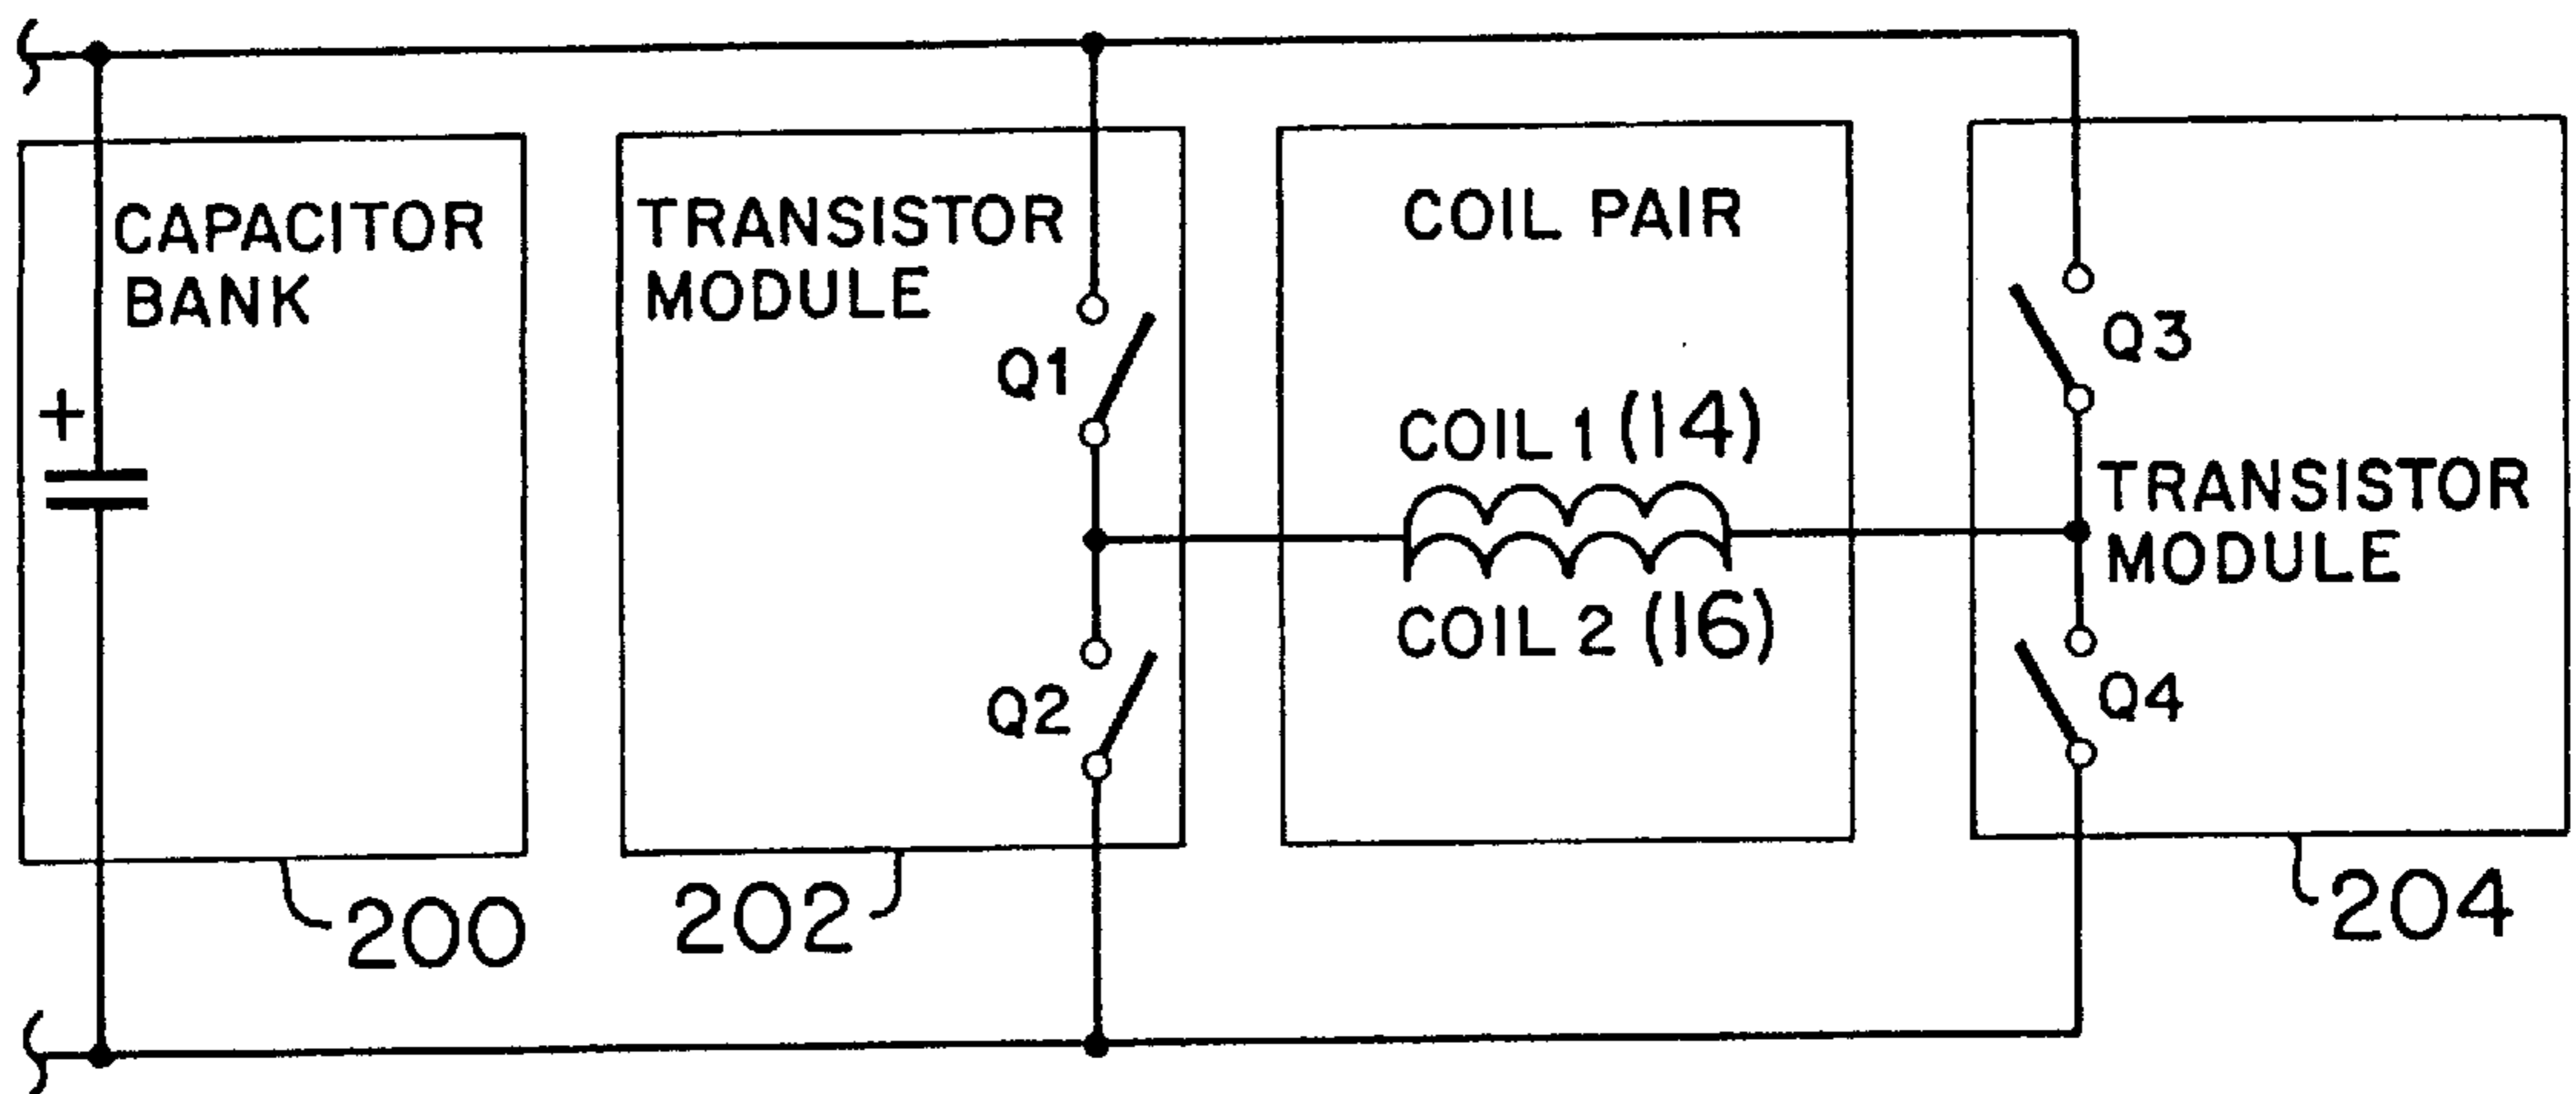 CAPACITOR
BANK
+
200
TRANSISTOR
MODULE
Q1
Q2
202
COIL PAIR
COIL 1 (14)
COIL 2 (16)
Q3
TRANSISTOR
MODULE
Q4
204